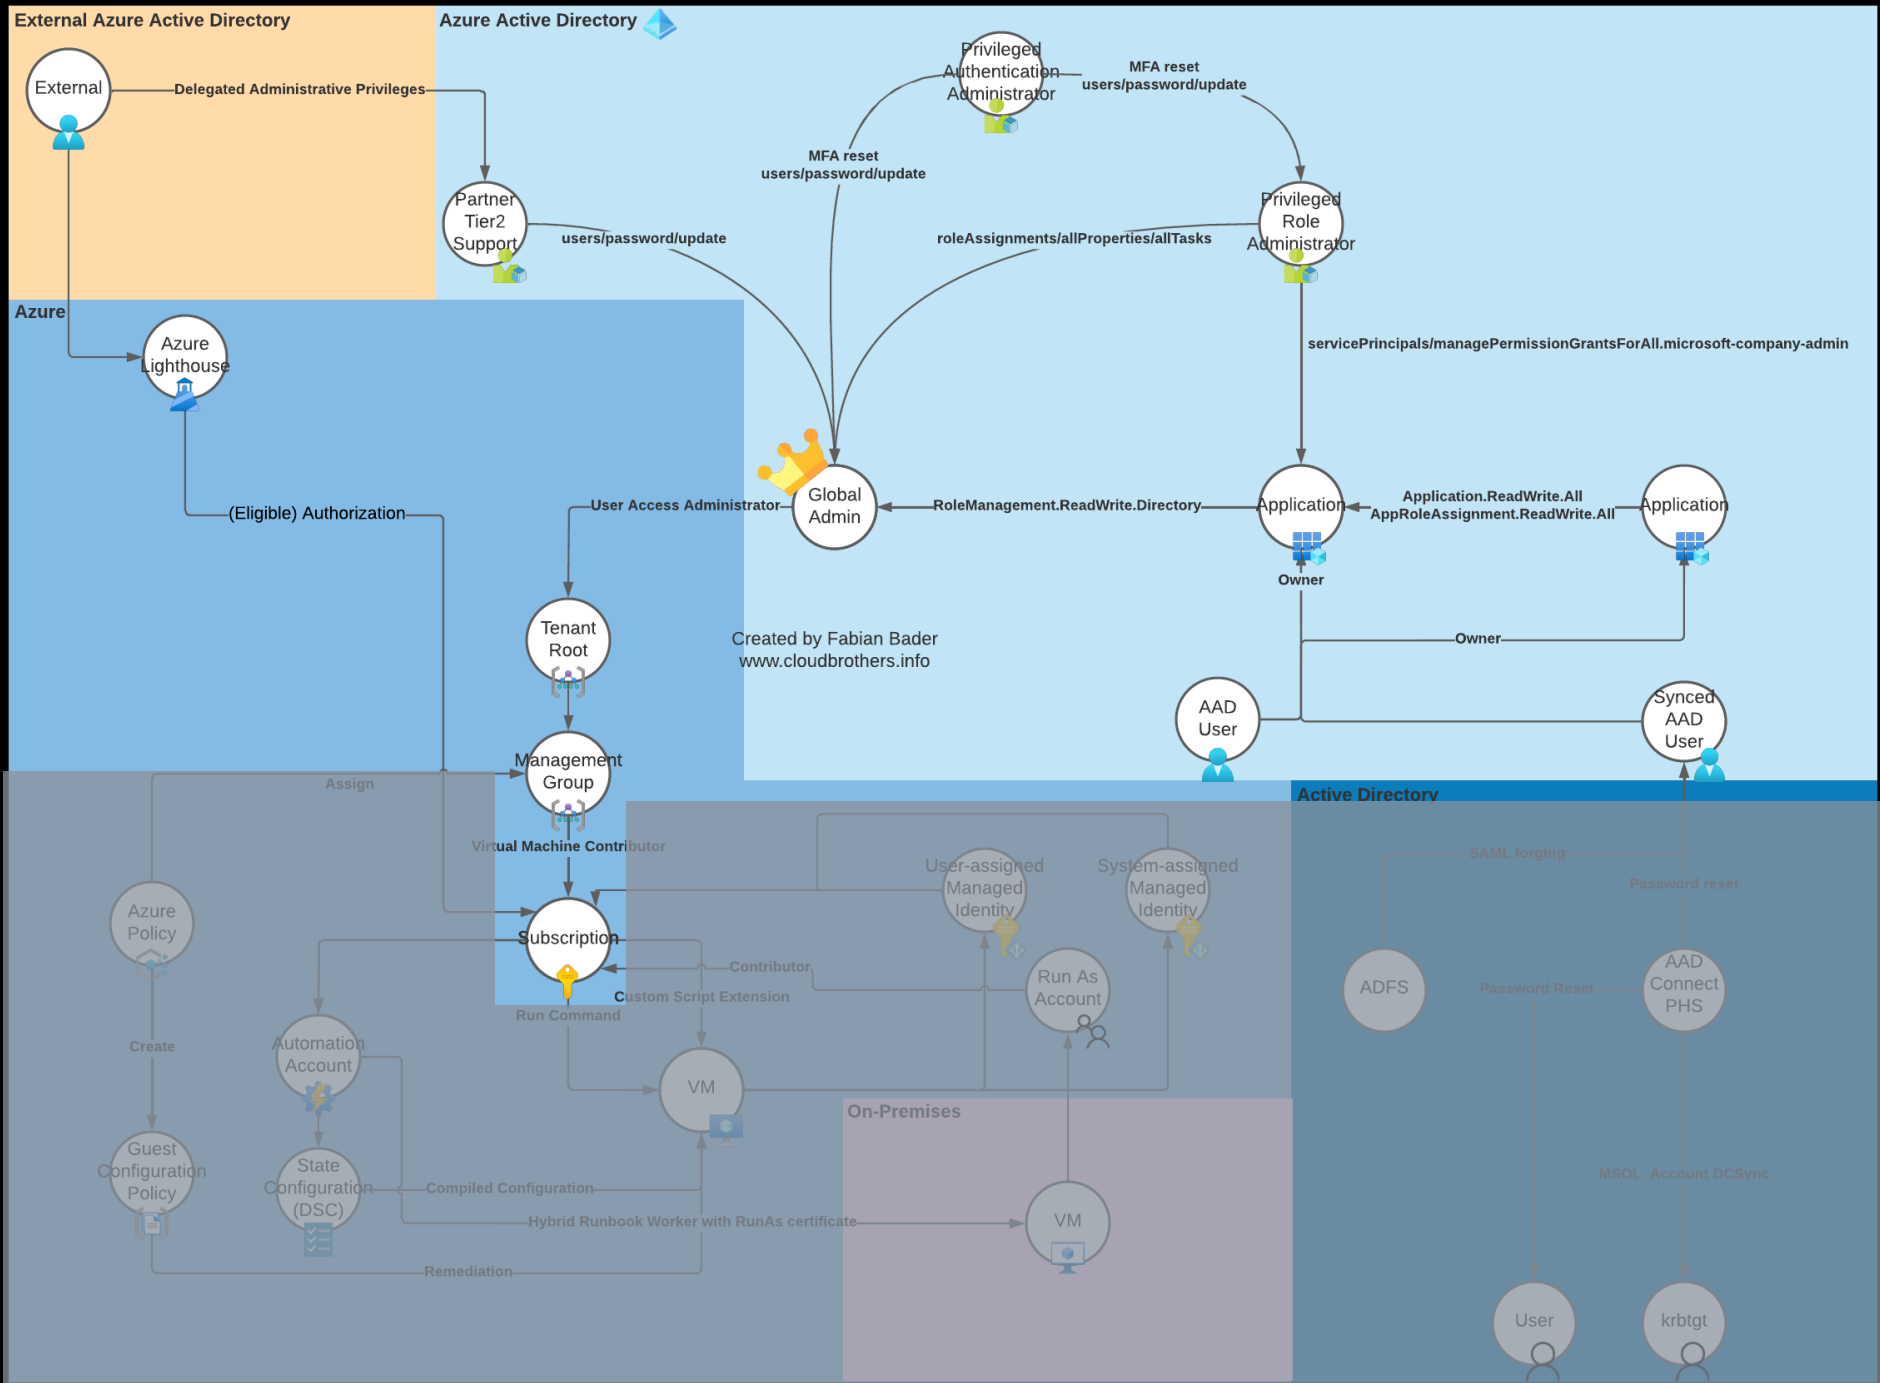 External Azure Active Directory
Azure Active Directory
External
Delegated Administrative Privileges
Privileged
Authentication
Administrator
MFA reset
users/password/update
MFA reset
users/password/update
Partner
Tier2
Support
users/password/update
roleAssignments/allProperties/allTasks
Privileged
Role
Administrator
Azure
Azure
Lighthouse
servicePrincipals/managePermissionGrantsForAll.microsoft-company-admin
(Eligible) Authorization
User Access Administrator
Global
Admin
RoleManagement.ReadWrite.Directory
Application
Application.ReadWrite.All
AppRoleAssignment.ReadWrite.All
Application
Owner
Owner
Tenant
Root
Created by Fabian Bader
www.cloudbrothers.info
AAD
User
Synced
AAD
User
Management
Group
Assign
Active Directory
Virtual Machine Contributor
SAML forging
Password reset
User-assigned
Managed
Identity
System-assigned
Managed
Identity
Azure
Policy
Subscription
Contributor
Run As
Account
Custom Script Extension
Run Command
ADFS
Password Reset
AAD
Connect
PHS
Create
Automation
Account
VM
On-Premises
Guest
Configuration
Policy
State
Configuration
(DSC)
Compiled Configuration
MSOL_Account DCSync
Hybrid Runbook Worker with RunAs certificate
VM
Remediation
User
krbtgt